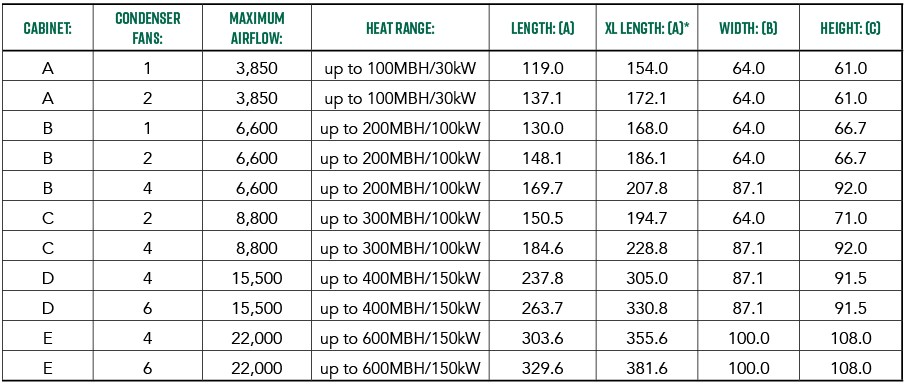 CABINET: CONDENSER FANS: MAXIMUM AIRFLOW: HEAT RANGE: LENGTH: (A) XL LENGTH: (A)* WIDTH: (B) HEIGHT: (C)
A 1 3,850 up to 100MBH/30kW 119.0 154.0 64.0 61.0
A 2 3,850 up to 100MBH/30kW 137.1 172.1 64.0 61.0
B 1 6,600 up to 200MBH/100kW 130.0 168.0 64.0 66.7
B 2 6,600 up to 200MBH/100kW 148.1 186.1 64.0 66.7
B 4 6,600 up to 200MBH/100kW 169.7 207.8 87.1 92.0
C 2 8,800 up to 300MBH/100kW 150.5 194.7 64.0 71.0
C 4 8,800 up to 300MBH/100kW 184.6 228.8 87.1 92.0
D 4 15,500 up to 400MBH/150kW 237.8 305.0 87.1 91.5
D 6 15,500 up to 400MBH/150kW 263.7 330.8 87.1 91.5
E 4 22,000 up to 600MBH/150kW 303.6 355.6 100.0 108.0
E 6 22,000 up to 600MBH/150kW 329.6 381.6 100.0 108.0